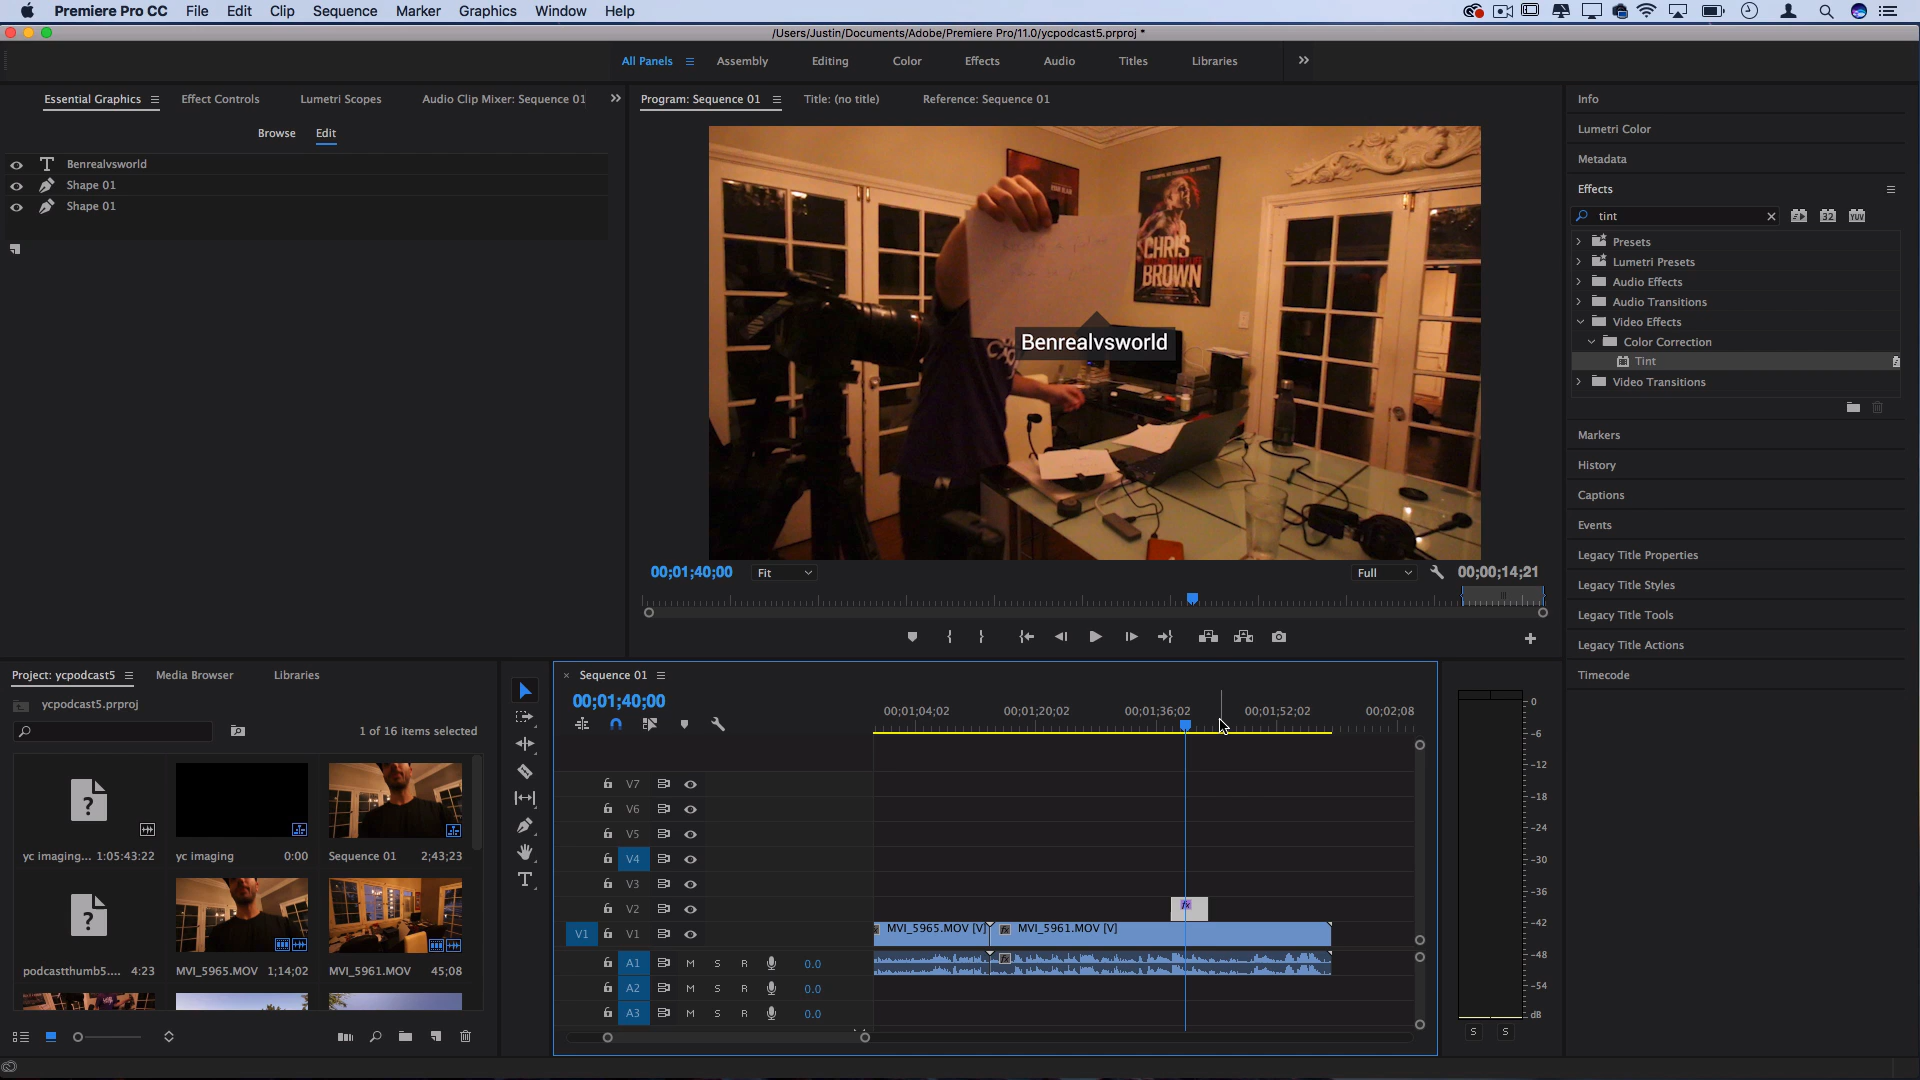 Premiere Pro CC File Edit Clip Sequence Marker Graphics Window Help
/Users/Justin/Documents/Adobe/Premiere Pro/11.0/ycpodcast5.prproj *
All Panels Assembly Editing Color Effects Audio Titles Libraries
Essential Graphics Effect Controls Lumetri Scopes Audio Clip Mixer: Sequence 01
Browse Edit
Benrealvsworld
Shape 01
Shape 01
Program: Sequence 01 Title: (no title) Reference: Sequence 01
CHRIS
BROWN
Benrealvsworld
00;01;40;00 Fit Full 00;00;14;21
Info
Lumetri Color
Metadata
Effects
tint
32 YUV
Presets
Lumetri Presets
Audio Effects
Audio Transitions
Video Effects
Color Correction
Tint
Video Transitions
Markers
History
Captions
Events
Legacy Title Properties
Legacy Title Styles
Legacy Title Tools
Legacy Title Actions
Timecode
Project: ycpodcast5 Media Browser Libraries
ycpodcast5.prproj
1 of 16 items selected
yc imaging... 1:05:43:22 yc imaging 0:00 Sequence 01 2;43;23
podcastthumb5.... 4:23 MVI_5965.MOV 1;14;02 MVI_5961.MOV 45;08
Sequence 01
00;01;40;00
00;01;04;02 00;01;20;02 00;01;36;02 00;01;52;02 00;02;08
V7
V6
V5
V4
V3
V2 fx
V1 V1 MVI_5965.MOV [V] fx MVI_5961.MOV [V]
A1 M S R 0.0
A2 M S R 0.0
A3 M S R 0.0
0
-6
-12
-18
-24
-30
-36
-42
-48
-54
dB
S S